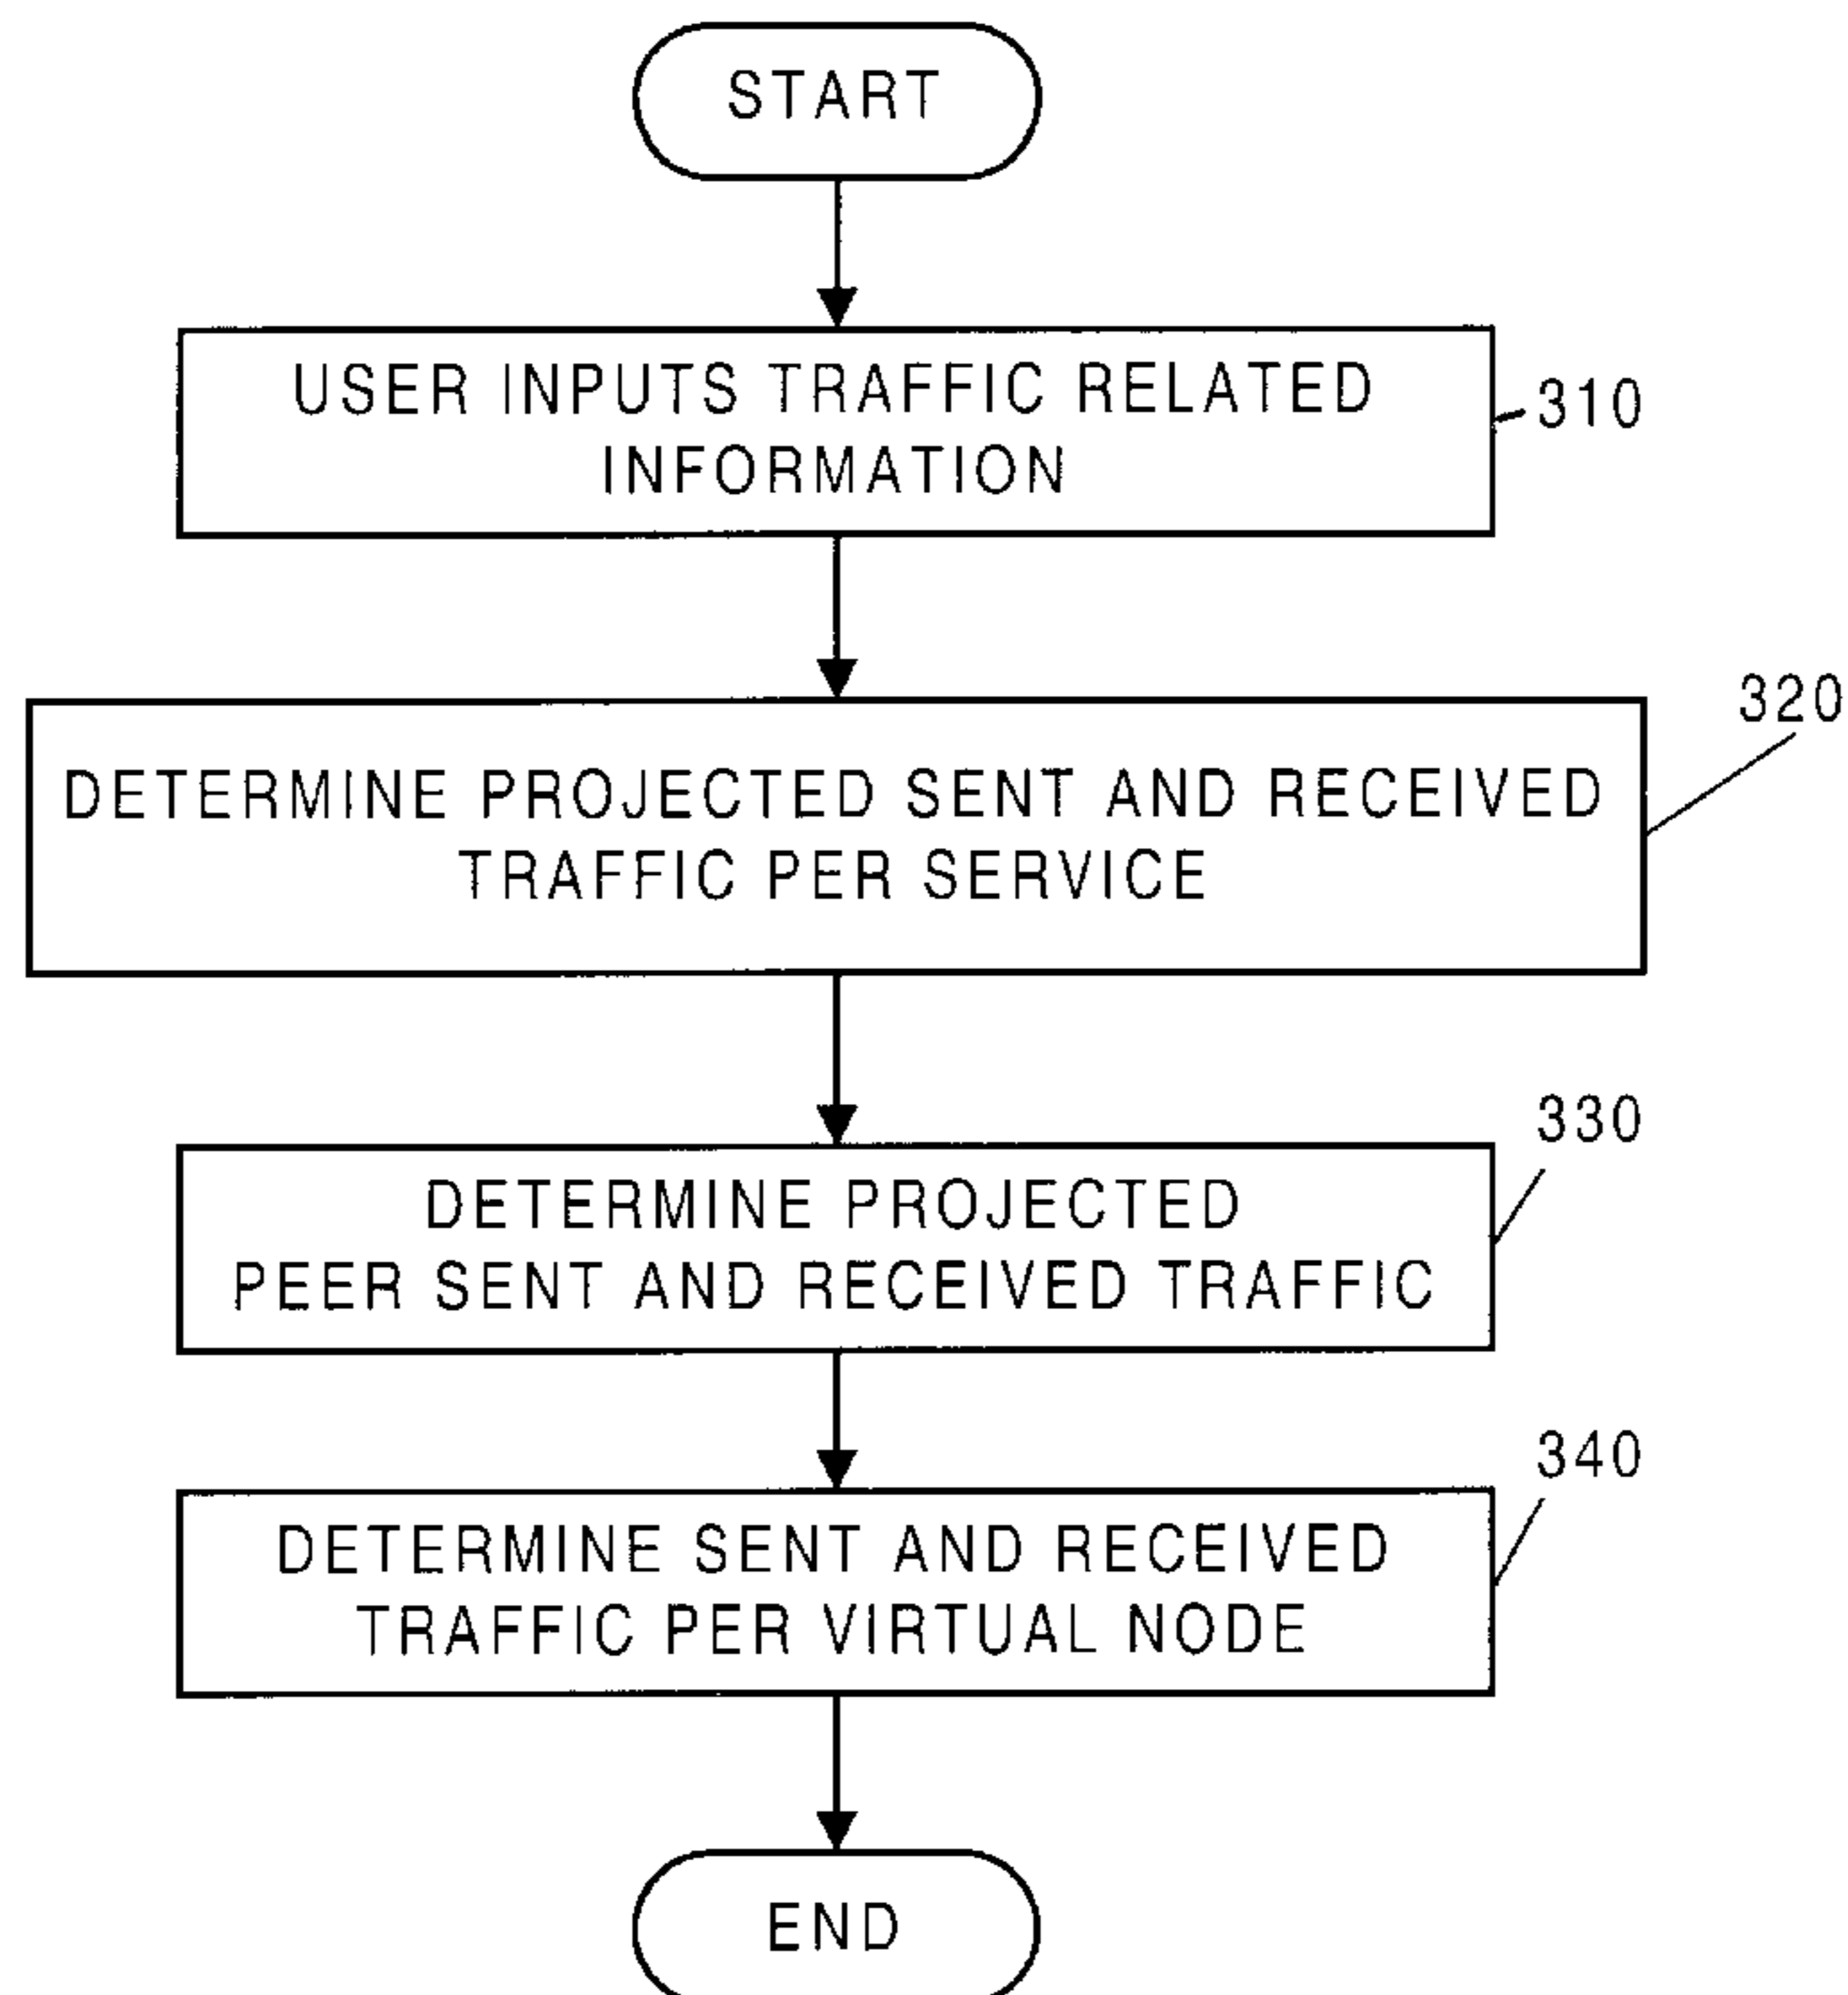 START
USER INPUTS TRAFFIC RELATED
INFORMATION
310
320
DETERMINE PROJECTED SENT AND RECEIVED
TRAFFIC PER SERVICE
330
DETERMINE PROJECTED
PEER SENT AND RECEIVED TRAFFIC
340
DETERMINE SENT AND RECEIVED
TRAFFIC PER VIRTUAL NODE
END